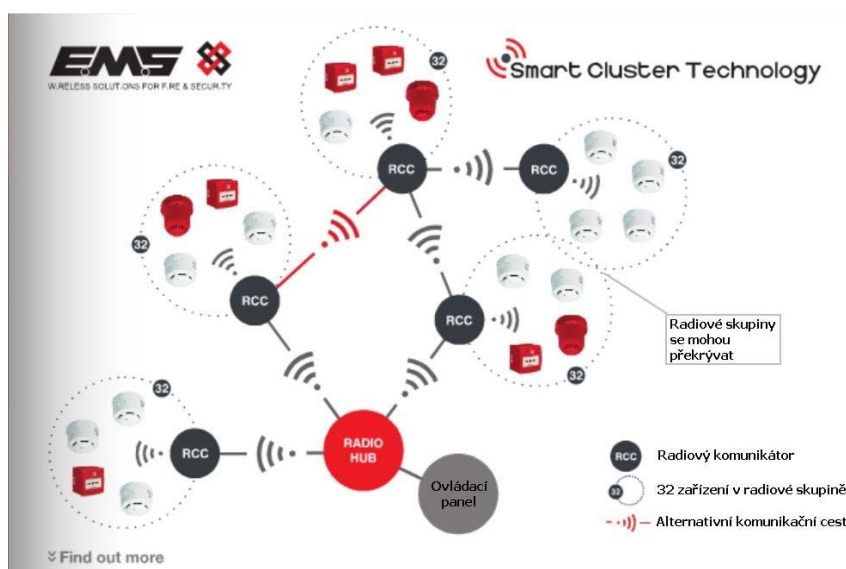 E.M.S
WIRELESS SOLUTIONS FOR FIRE & SECURITY
Smart Cluster Technology
32
RCC
RCC
32
32
RCC
RCC
32
Radiové skupiny
se mohou
překrývat
32
RCC
RADIO
HUB
Ovládací
panel
RCC
Radiový komunikátor
32
32 zařízení v radiové skupině
Alternativní komunikační cest
Find out more